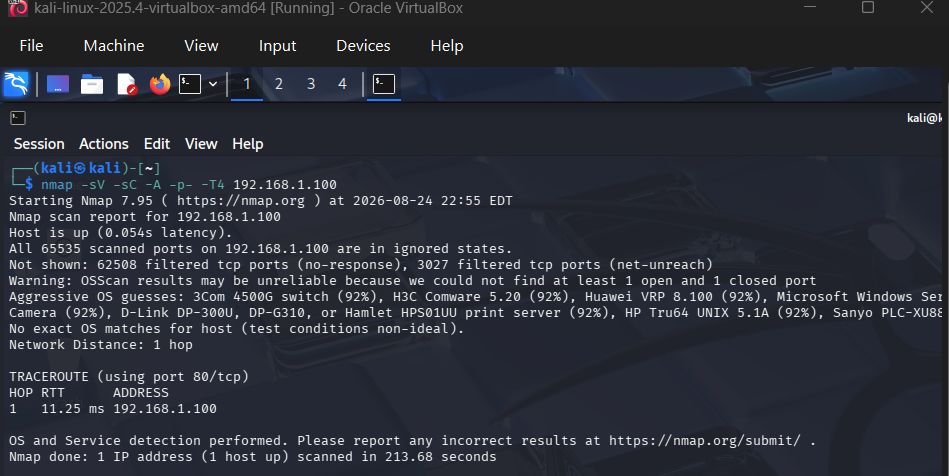 kali-linux-2025.4-virtualbox-amd64 [Running] - Oracle VirtualBox
File Machine View Input Devices Help
1 2 3 4
kali@k
Session Actions Edit View Help
┌──(kali㉿kali)-[~]
└─$ nmap -sV -sC -A -p- -T4 192.168.1.100
Starting Nmap 7.95 ( https://nmap.org ) at 2026-08-24 22:55 EDT
Nmap scan report for 192.168.1.100
Host is up (0.054s latency).
All 65535 scanned ports on 192.168.1.100 are in ignored states.
Not shown: 62508 filtered tcp ports (no-response), 3027 filtered tcp ports (net-unreach)
Warning: OSScan results may be unreliable because we could not find at least 1 open and 1 closed port
Aggressive OS guesses: 3Com 4500G switch (92%), H3C Comware 5.20 (92%), Huawei VRP 8.100 (92%), Microsoft Windows Ser
Camera (92%), D-Link DP-300U, DP-G310, or Hamlet HPS01UU print server (92%), HP Tru64 UNIX 5.1A (92%), Sanyo PLC-XU88
No exact OS matches for host (test conditions non-ideal).
Network Distance: 1 hop
TRACEROUTE (using port 80/tcp)
HOP RTT      ADDRESS
1   11.25 ms 192.168.1.100
OS and Service detection performed. Please report any incorrect results at https://nmap.org/submit/ .
Nmap done: 1 IP address (1 host up) scanned in 213.68 seconds